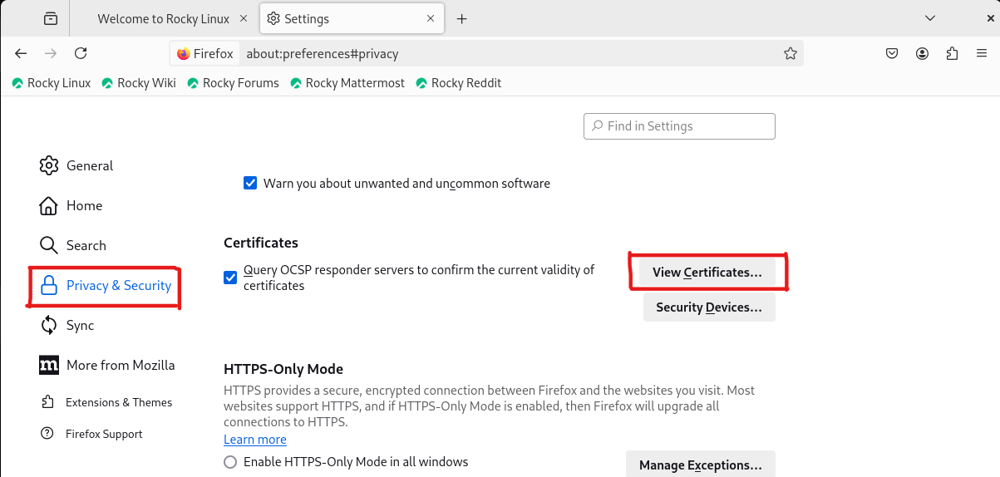 Welcome to Rocky Linux
Settings
Firefox
about:preferences#privacy
Rocky Linux
Rocky Wiki
Rocky Forums
Rocky Mattermost
Rocky Reddit
Find in Settings
General
Home
Search
Privacy & Security
Sync
More from Mozilla
Extensions & Themes
Firefox Support
Warn you about unwanted and uncommon software
Certificates
Query OCSP responder servers to confirm the current validity of
certificates
View Certificates...
Security Devices...
HTTPS-Only Mode
HTTPS provides a secure, encrypted connection between Firefox and the websites you visit. Most
websites support HTTPS, and if HTTPS-Only Mode is enabled, then Firefox will upgrade all
connections to HTTPS.
Learn more
Enable HTTPS-Only Mode in all windows
Manage Exceptions...